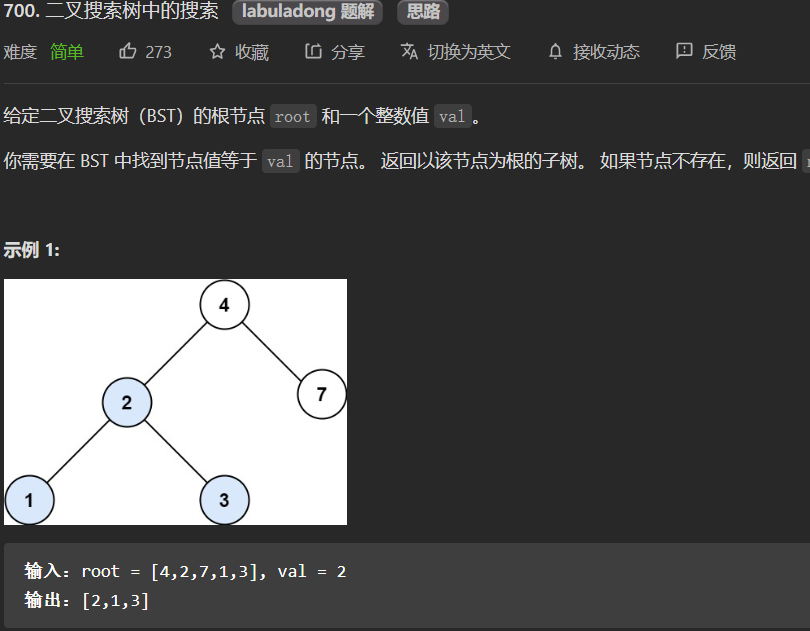 700. 二叉搜索树中的搜索 labuladong 题解 思路
难度 简单 273 收藏 分享 切换为英文 接收动态 反馈
给定二叉搜索树（BST）的根节点 root 和一个整数值 val。
你需要在 BST 中找到节点值等于 val 的节点。 返回以该节点为根的子树。 如果节点不存在，则返回
示例 1:
4
2
7
1
3
输入：root = [4,2,7,1,3], val = 2
输出：[2,1,3]